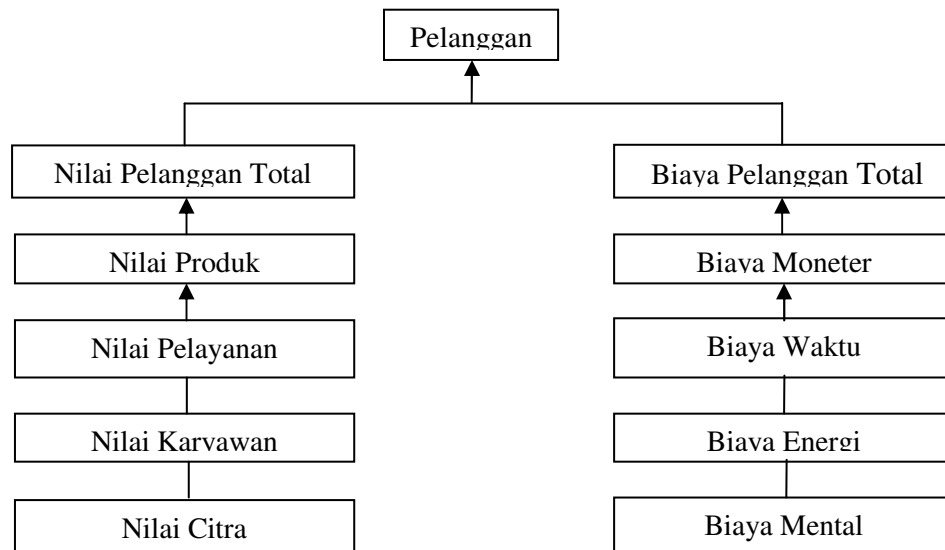 Pelanggan
Nilai Pelanggan Total
Biaya Pelanggan Total
Nilai Produk
Biaya Moneter
Nilai Pelayanan
Biaya Waktu
Nilai Karyawan
Biaya Energi
Nilai Citra
Biaya Mental